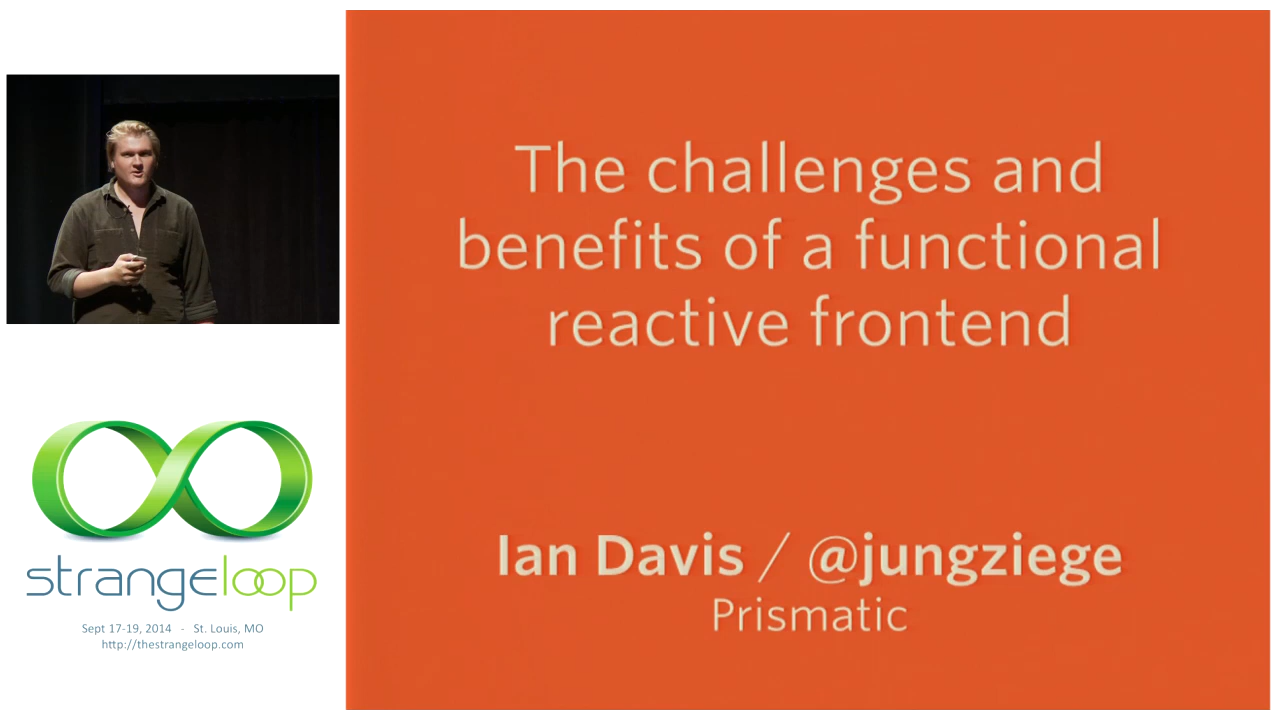 The challenges and
benefits of a functional
reactive frontend
Ian Davis / @jungziege
Prismatic
strangeloop
Sept 17-19, 2014 - St. Louis, MO
http://thestrangeloop.com